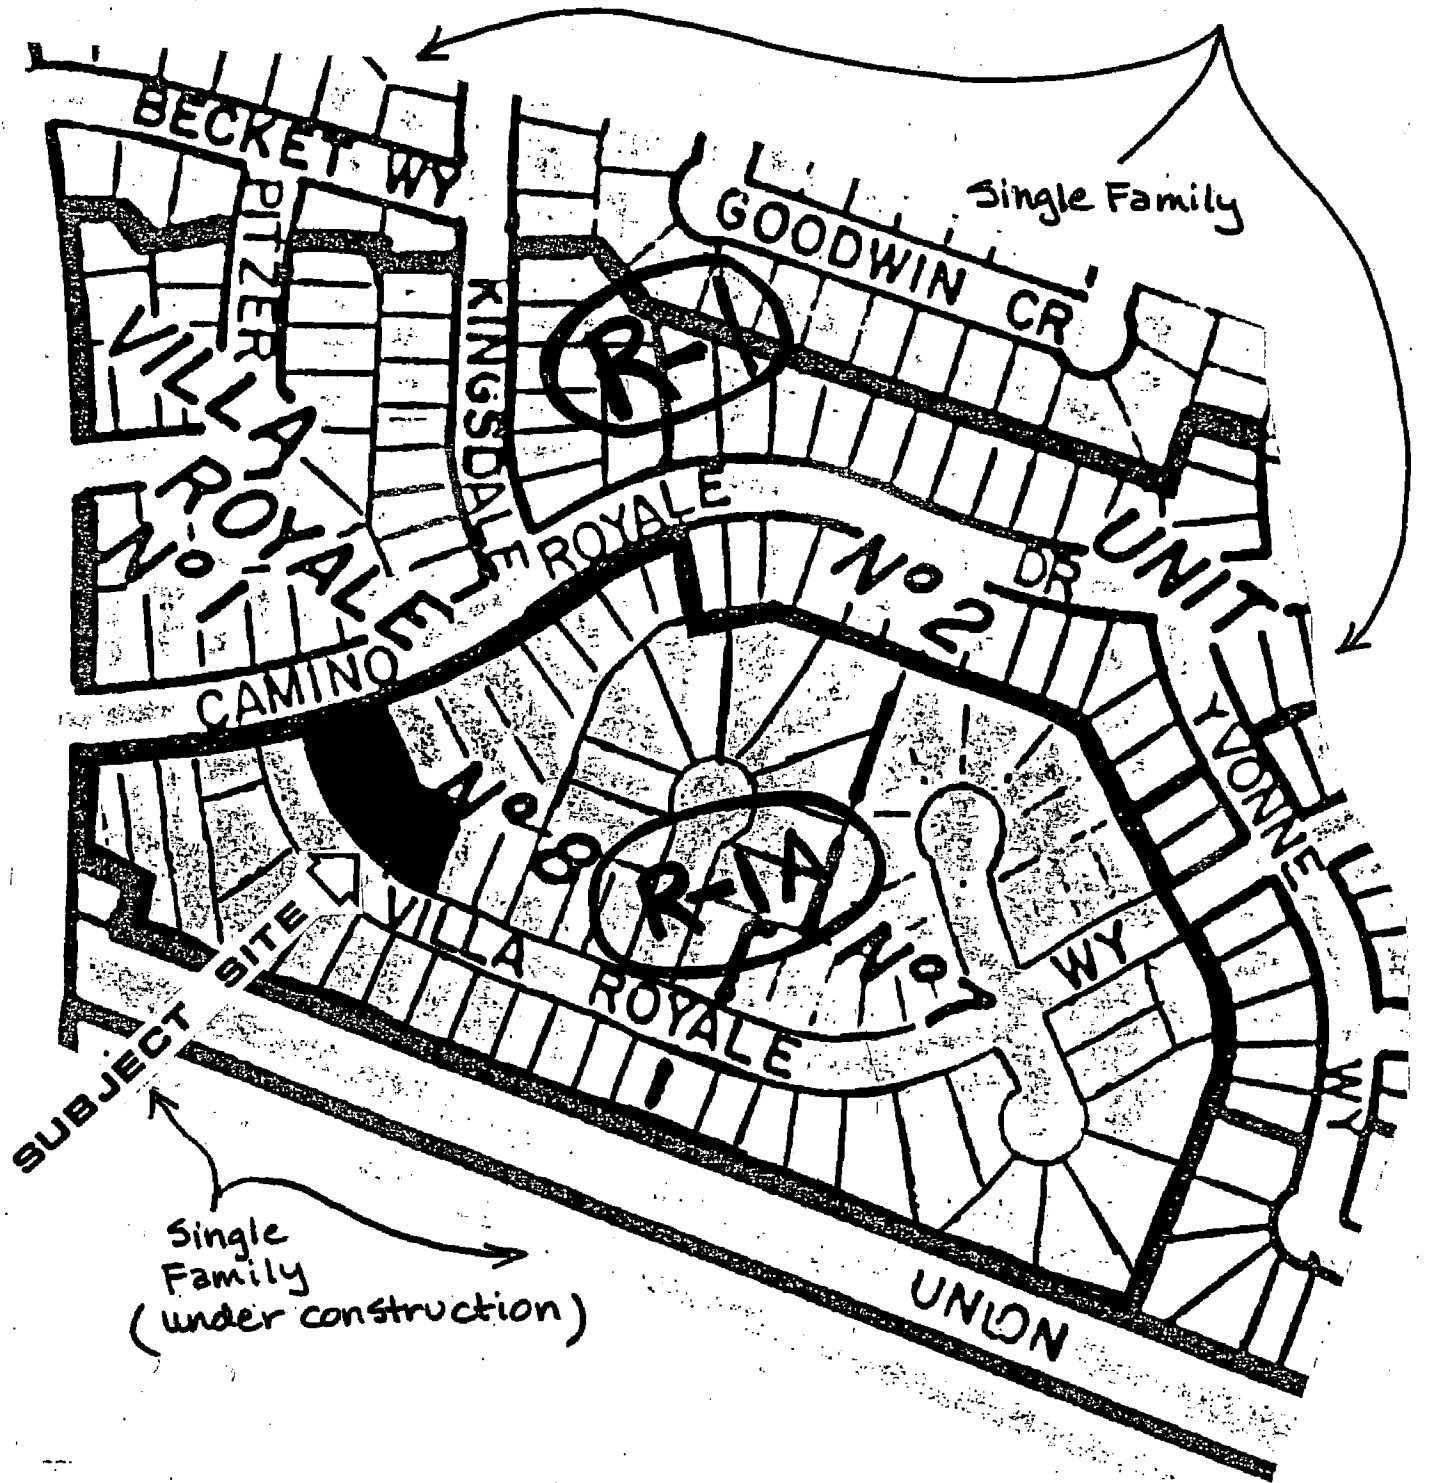 BECKET WY
Single Family
GOODWIN CR
PITZER
KINGSDALE
R-1
VILLA
ROYALE
No 1
CAMINO ROYALE DR
No 2
UNIT
YVONNE WY
No 8
R-1A
No 7
WY
VILLA ROYALE
SUBJECT SITE
Single
Family
(under construction)
UNION